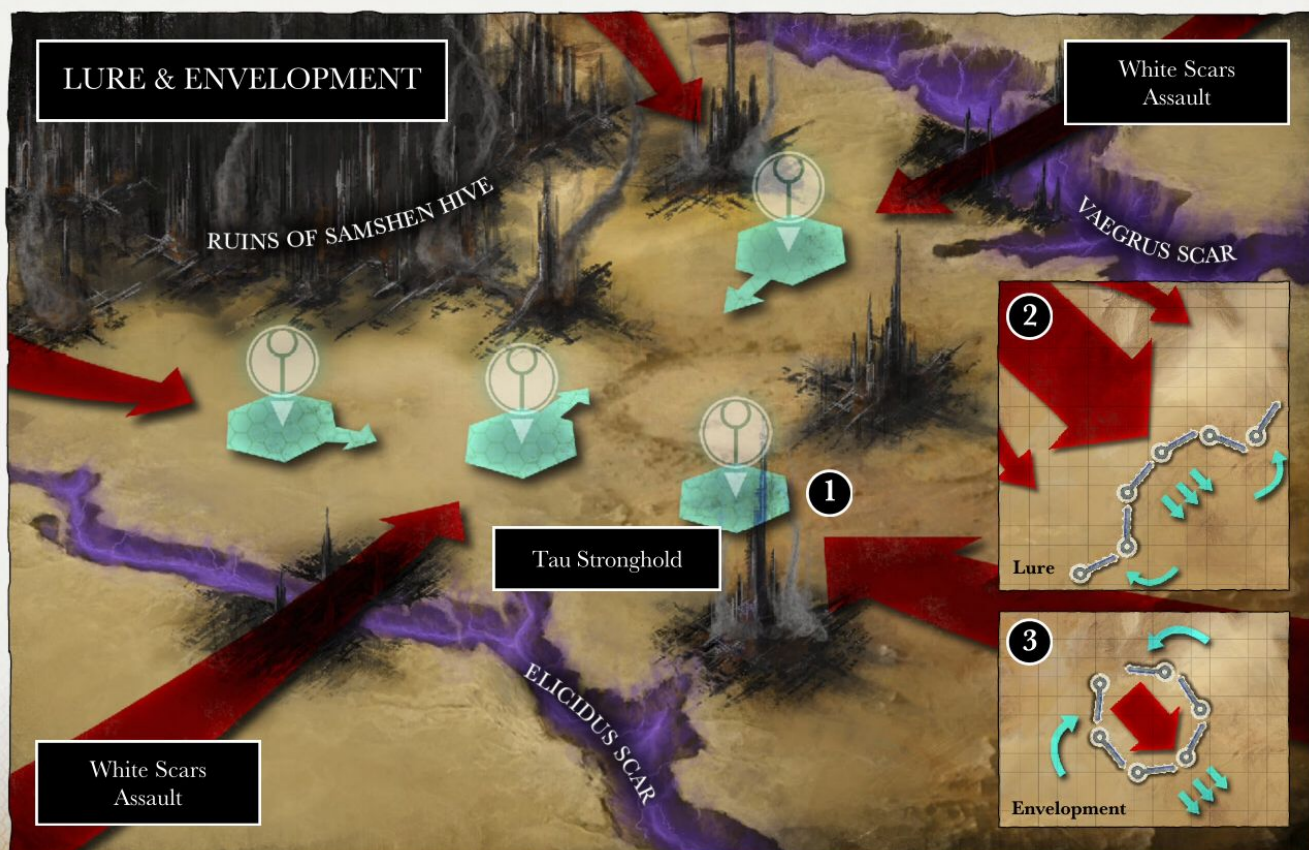 LURE & ENVELOPMENT
White Scars
Assault
RUINS OF SAMSHEN HIVE
VAEGRUS SCAR
2
Lure
1
Tau Stronghold
3
Envelopment
ELICIDUS SCAR
White Scars
Assault